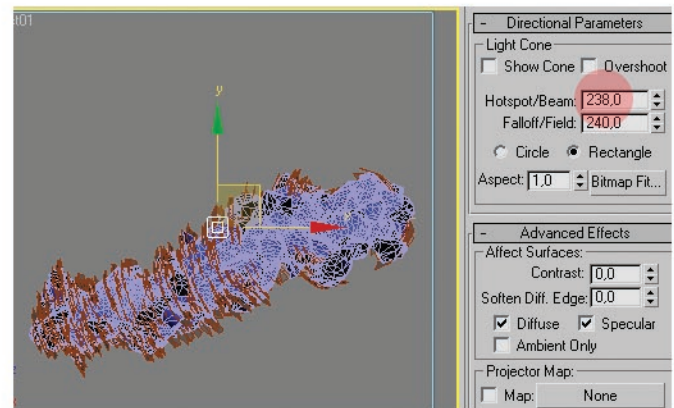 ct01
y
x
- Directional Parameters
Light Cone
Show Cone Overshoot
Hotspot/Beam: 238,0
Falloff/Field: 240,0
Circle Rectangle
Aspect: 1,0 Bitmap Fit...
- Advanced Effects
Affect Surfaces:
Contrast: 0,0
Soften Diff. Edge: 0,0
Diffuse Specular
Ambient Only
Projector Map:
Map: None